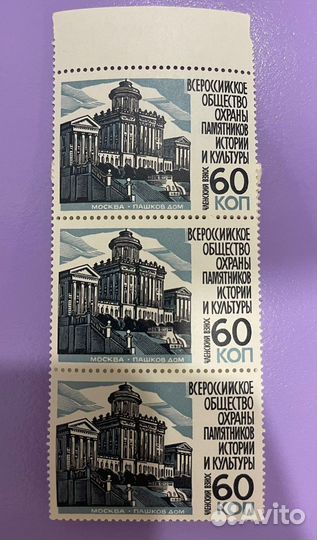 ВСЕРОССИЙСКОЕ
ОБЩЕСТВО
ОХРАНЫ
ПАМЯТНИКОВ
ИСТОРИИ
И КУЛЬТУРЫ
ЧЛЕНСКИЙ ВЗНОС
60
КОП
МОСКВА • ПАШКОВ ДОМ
ВСЕРОССИЙСКОЕ
ОБЩЕСТВО
ОХРАНЫ
ПАМЯТНИКОВ
ИСТОРИИ
И КУЛЬТУРЫ
ЧЛЕНСКИЙ ВЗНОС
60
КОП
МОСКВА • ПАШКОВ ДОМ
ВСЕРОССИЙСКОЕ
ОБЩЕСТВО
ОХРАНЫ
ПАМЯТНИКОВ
ИСТОРИИ
И КУЛЬТУРЫ
ЧЛЕНСКИЙ ВЗНОС
60
КОП
МОСКВА • ПАШКОВ ДОМ
Avito